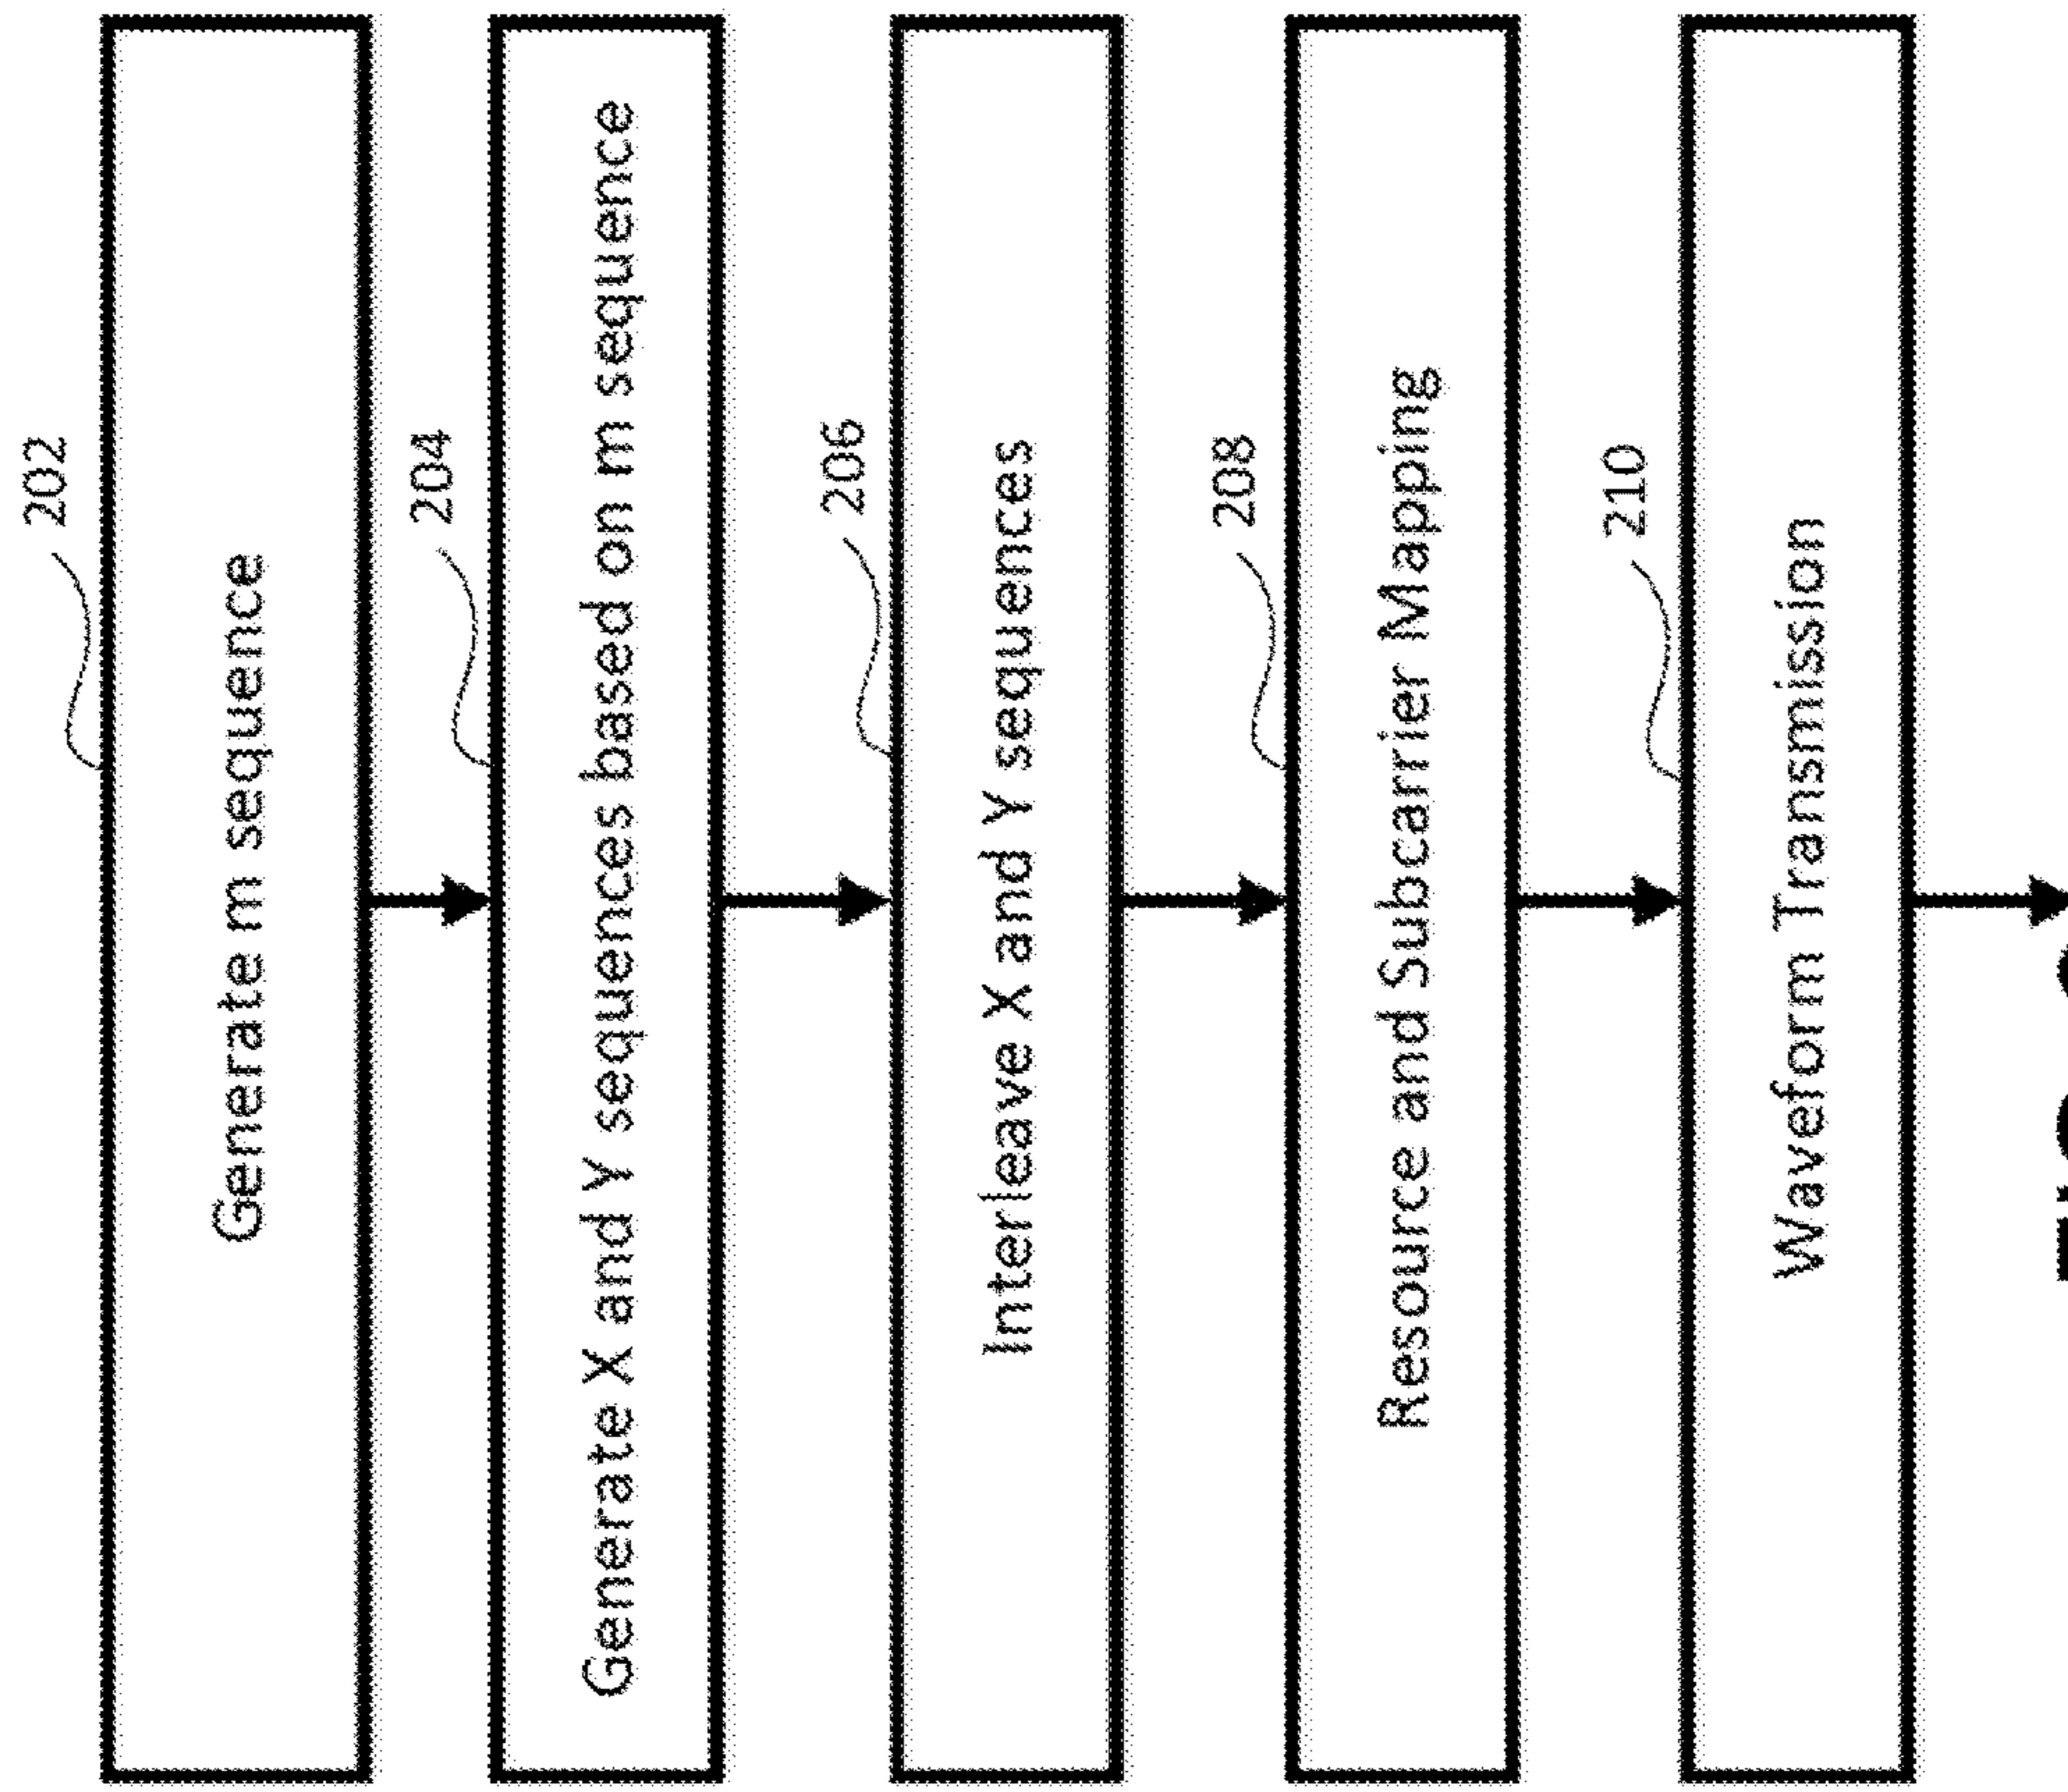 202
Generate m sequence
204
Generate X and Y sequences based on m sequence
206
Interleave X and Y sequences
208
Resource and Subcarrier Mapping
210
Waveform Transmission